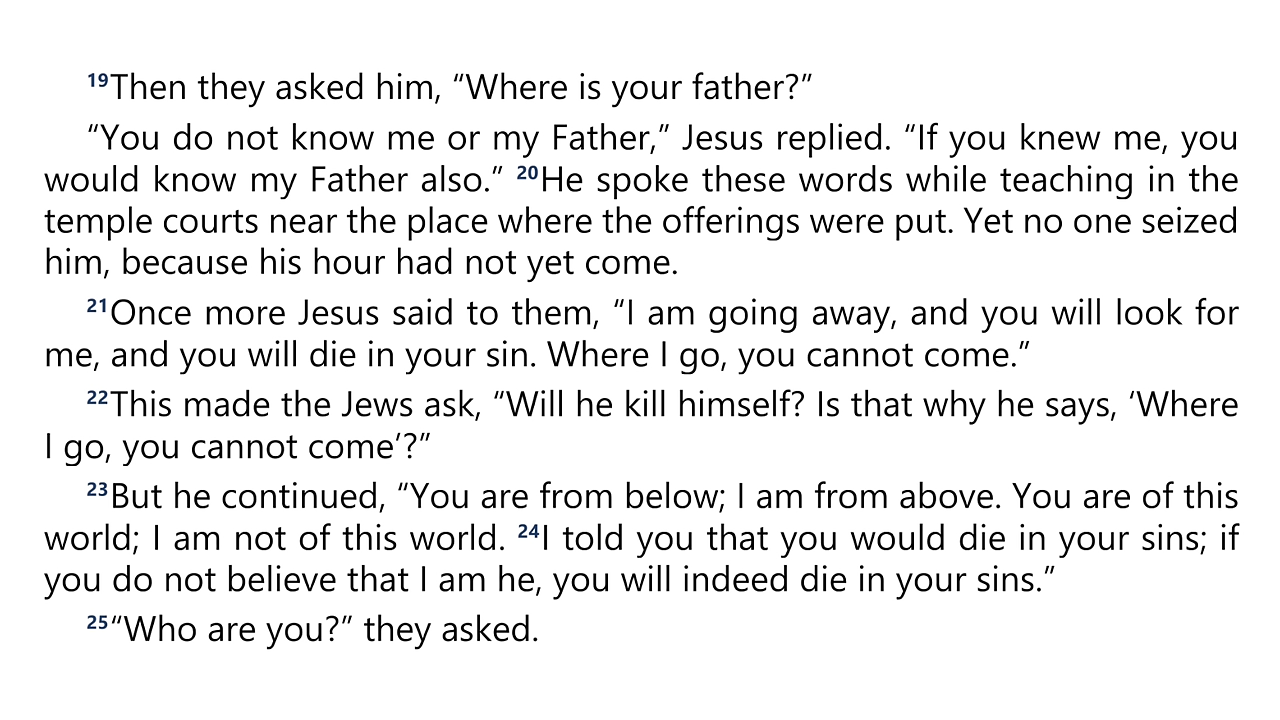 19Then they asked him, “Where is your father?”
“You do not know me or my Father,” Jesus replied. “If you knew me, you
would know my Father also.” 20He spoke these words while teaching in the
temple courts near the place where the offerings were put. Yet no one seized
him, because his hour had not yet come.
21Once more Jesus said to them, “I am going away, and you will look for
me, and you will die in your sin. Where I go, you cannot come.”
22This made the Jews ask, “Will he kill himself? Is that why he says, ‘Where
I go, you cannot come’?”
23But he continued, “You are from below; I am from above. You are of this
world; I am not of this world. 24I told you that you would die in your sins; if
you do not believe that I am he, you will indeed die in your sins.”
25“Who are you?” they asked.